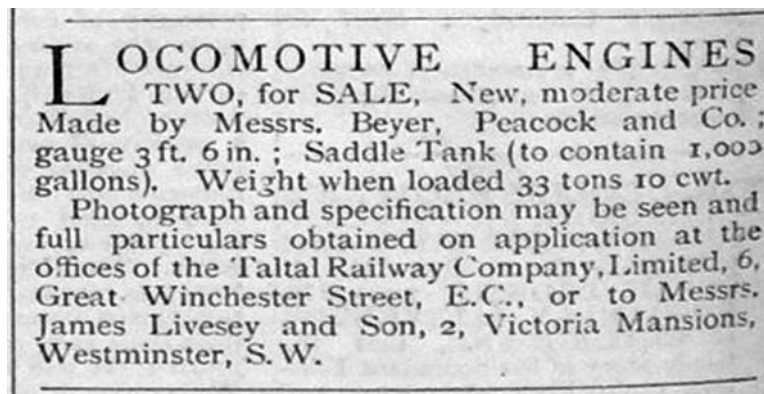 LOCOMOTIVE ENGINES
TWO, for SALE, New, moderate price
Made by Messrs. Beyer, Peacock and Co. ;
gauge 3 ft. 6 in. ; Saddle Tank (to contain 1,000
gallons). Weight when loaded 33 tons 10 cwt.
Photograph and specification may be seen and
full particulars obtained on application at the
offices of the Taltal Railway Company, Limited, 6,
Great Winchester Street, E.C., or to Messrs.
James Livesey and Son, 2, Victoria Mansions,
Westminster, S.W.